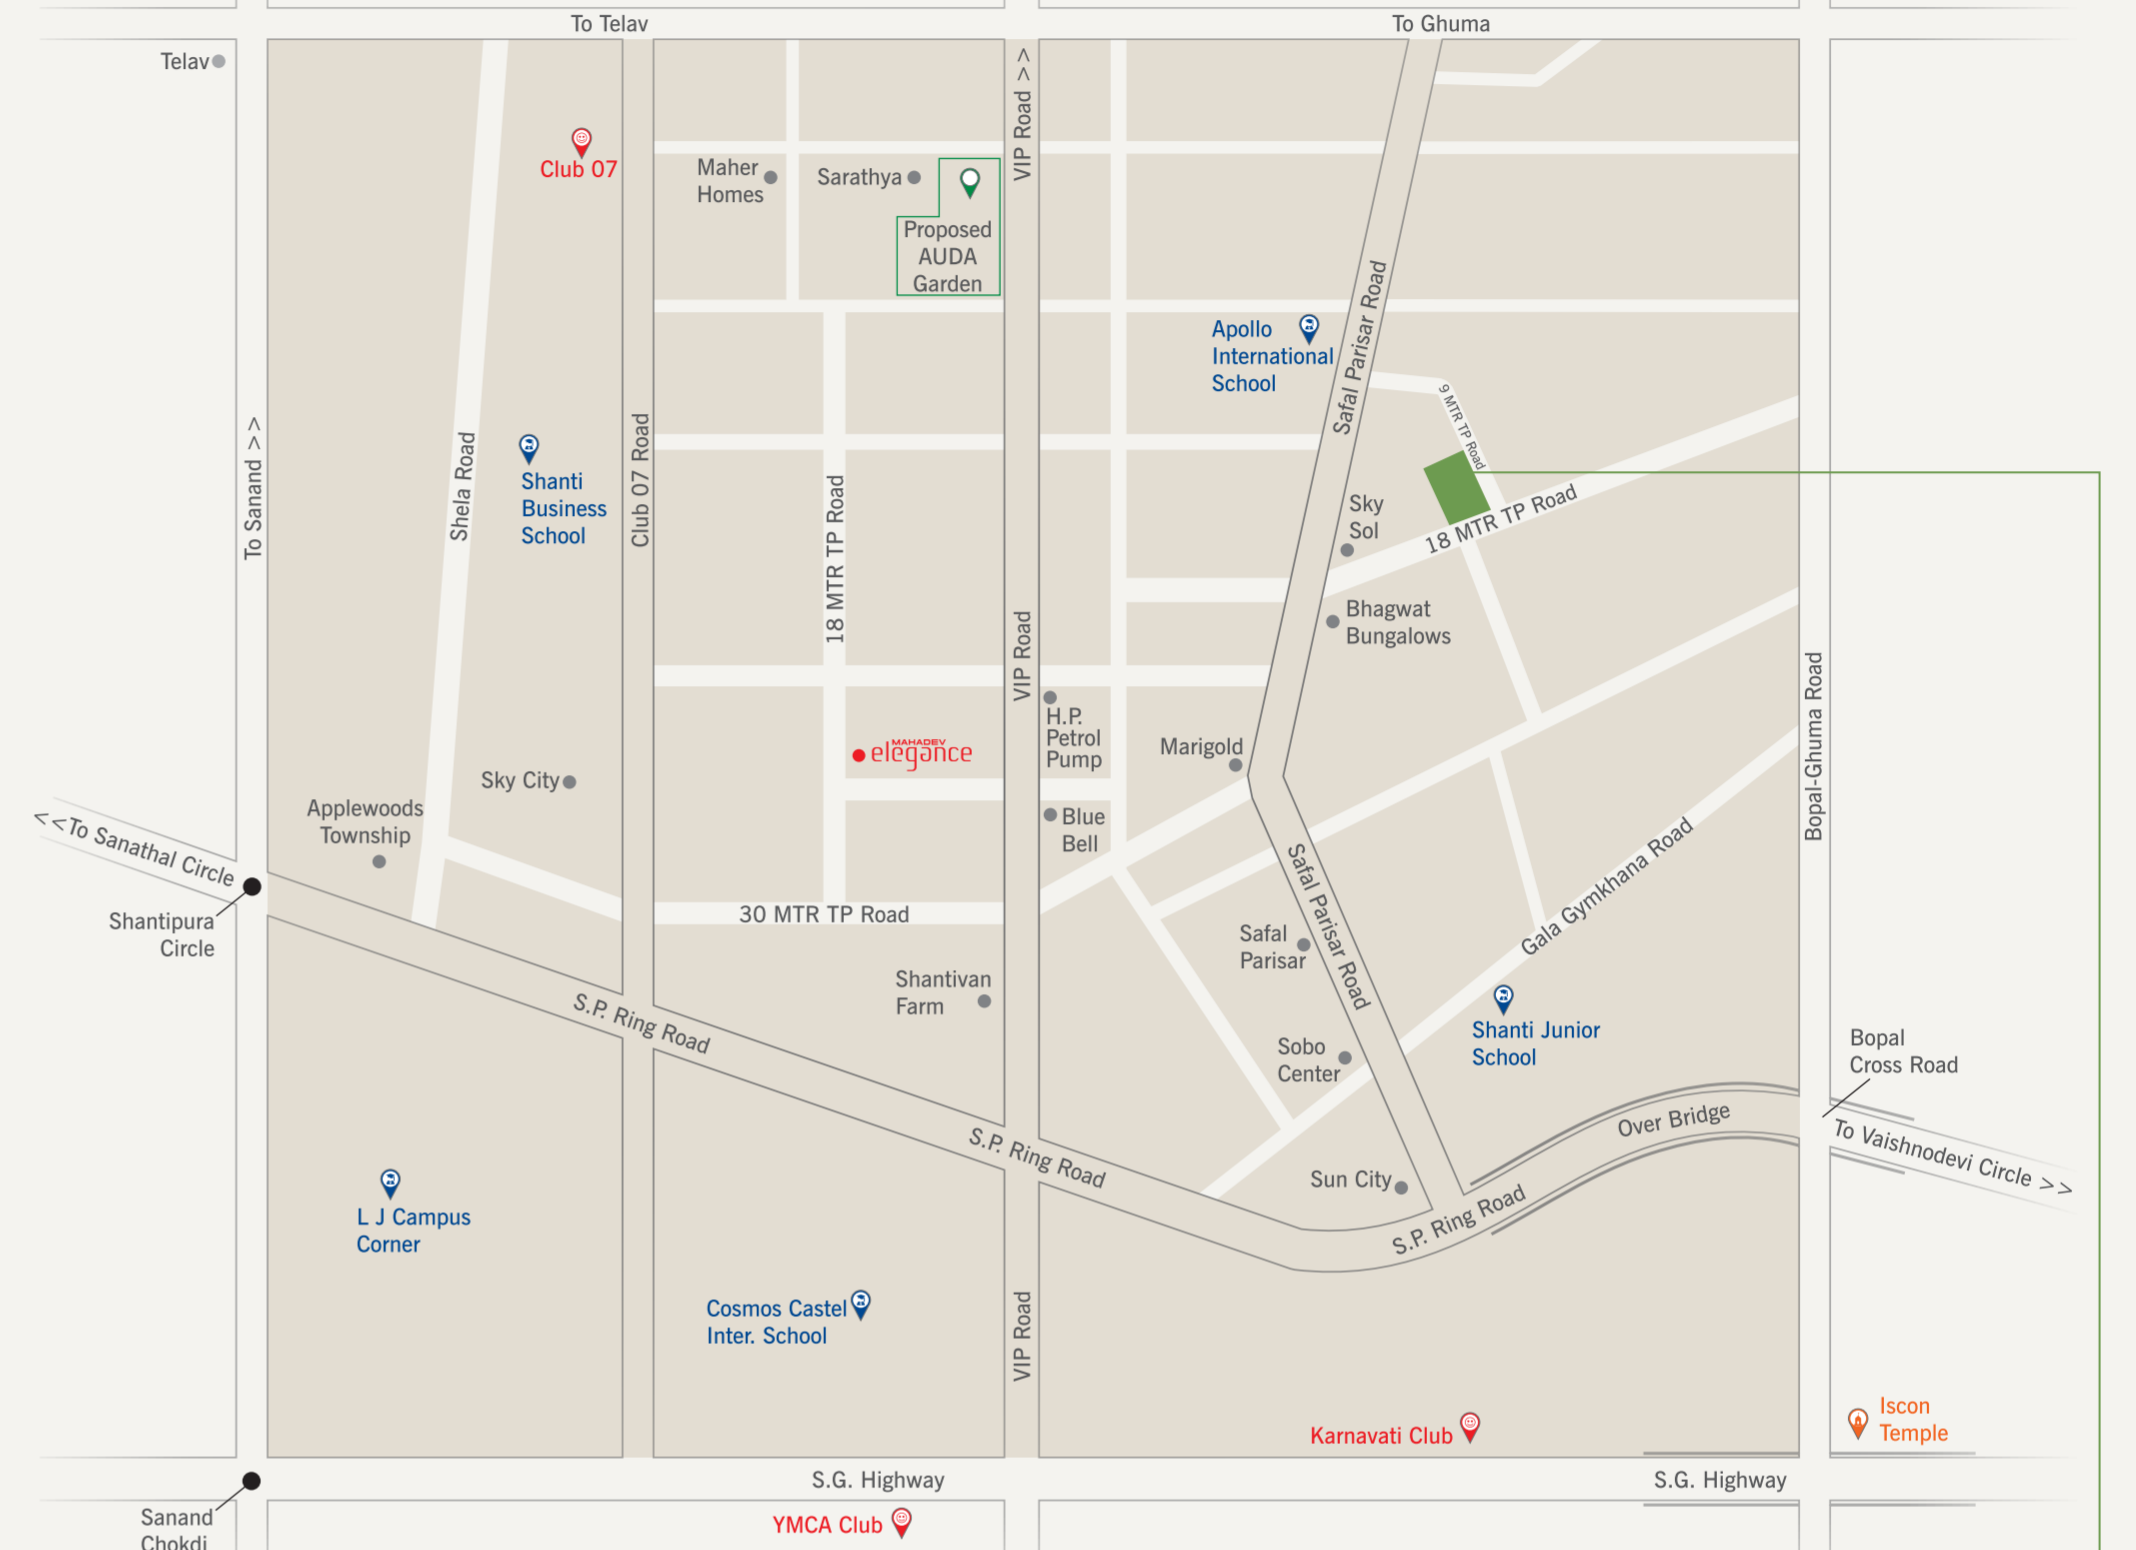 To Telav
To Ghuma
Telav
VIP Road >>
Club 07
Maher
Homes
Sarathya
Proposed
AUDA
Garden
Safal Parisar Road
Apollo
International
School
9 MTR TP Road
To Sanand >>
Shela Road
Club 07 Road
Shanti
Business
School
18 MTR TP Road
Sky
Sol
18 MTR TP Road
Bhagwat
Bungalows
VIP Road
Bopal-Ghuma Road
H.P.
Petrol
Pump
Marigold
MAHADEV
elegance
Sky City
Applewoods
Township
Blue
Bell
<<To Sanathal Circle
Shantipura
Circle
30 MTR TP Road
Safal Parisar Road
Gala Gymkhana Road
Safal
Parisar
Shantivan
Farm
S.P. Ring Road
Shanti Junior
School
Sobo
Center
Bopal
Cross Road
Over Bridge
To Vaishnodevi Circle >>
S.P. Ring Road
Sun City
S.P. Ring Road
L J Campus
Corner
Cosmos Castel
Inter. School
VIP Road
Karnavati Club
Iscon
Temple
S.G. Highway
S.G. Highway
Sanand
Chokdi
YMCA Club